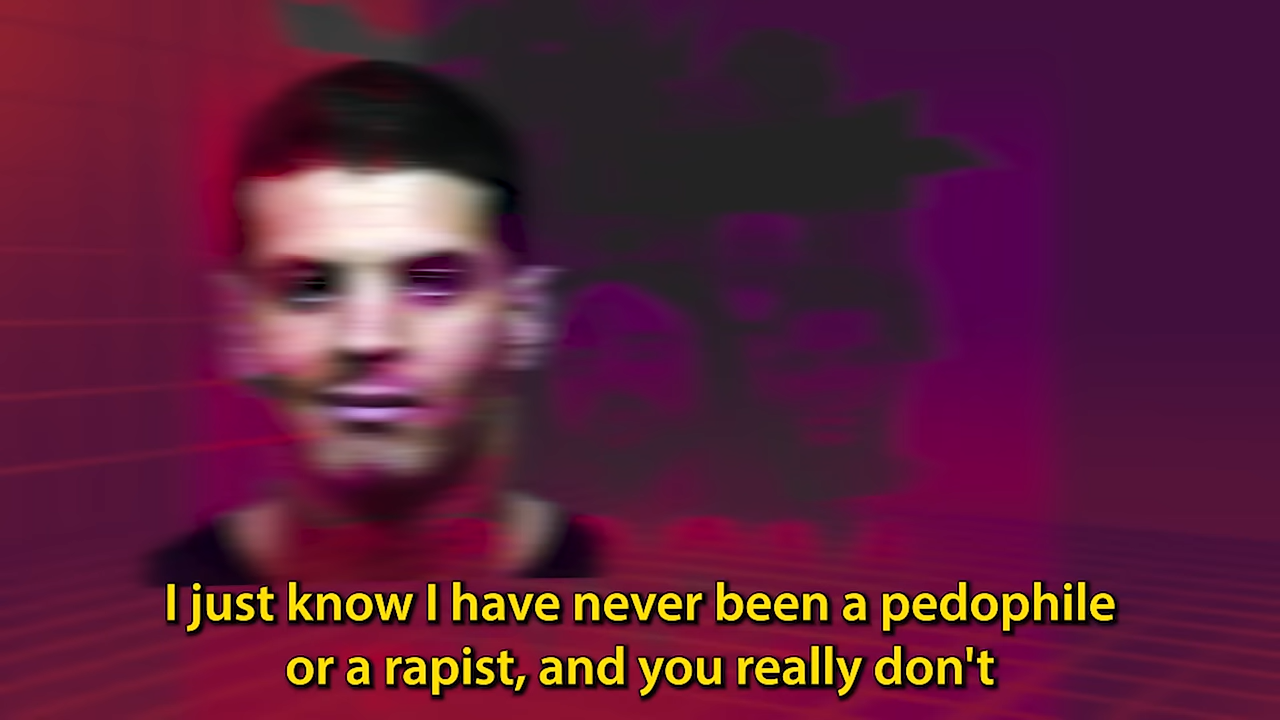 I just know I have never been a pedophile
or a rapist, and you really don't